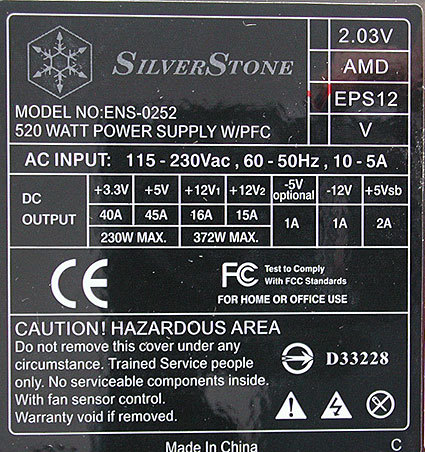 SILVERSTONE
2.03V
AMD
EPS12
V
MODEL NO:ENS-0252
520 WATT POWER SUPPLY W/PFC
AC INPUT: 115 - 230Vac , 60 - 50Hz , 10 - 5A
DC OUTPUT
+3.3V +5V +12V1 +12V2 -5V optional -12V +5Vsb
40A 45A 16A 15A 1A 1A 2A
230W MAX. 372W MAX.
CE
FC Test to Comply
With FCC Standards
FOR HOME OR OFFICE USE
CAUTION! HAZARDOUS AREA
Do not remove this cover under any
circumstance. Trained Service people
only. No serviceable components inside.
With fan sensor control.
Warranty void if removed.
D33228
Made In China
C